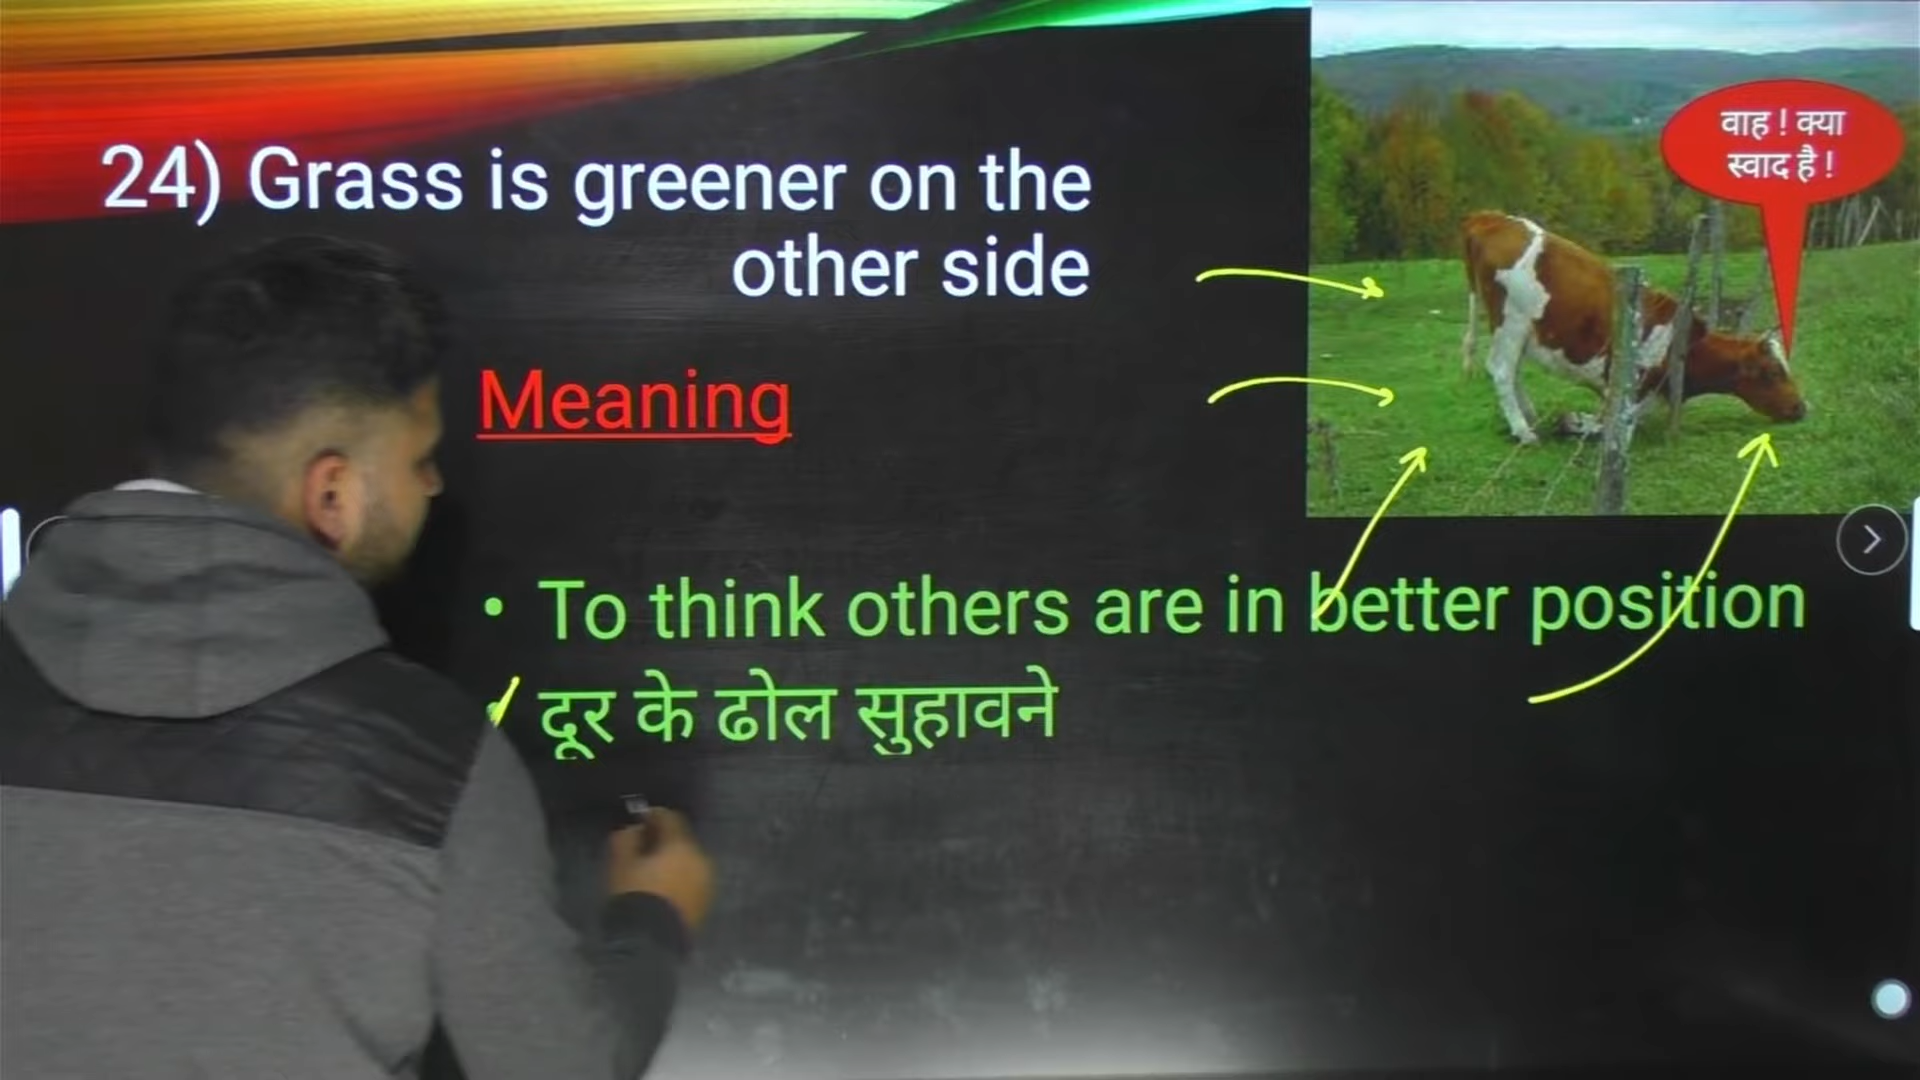 24) Grass is greener on the
other side
वाह ! क्या
स्वाद है !
Meaning
• To think others are in better position
• दूर के ढोल सुहावने